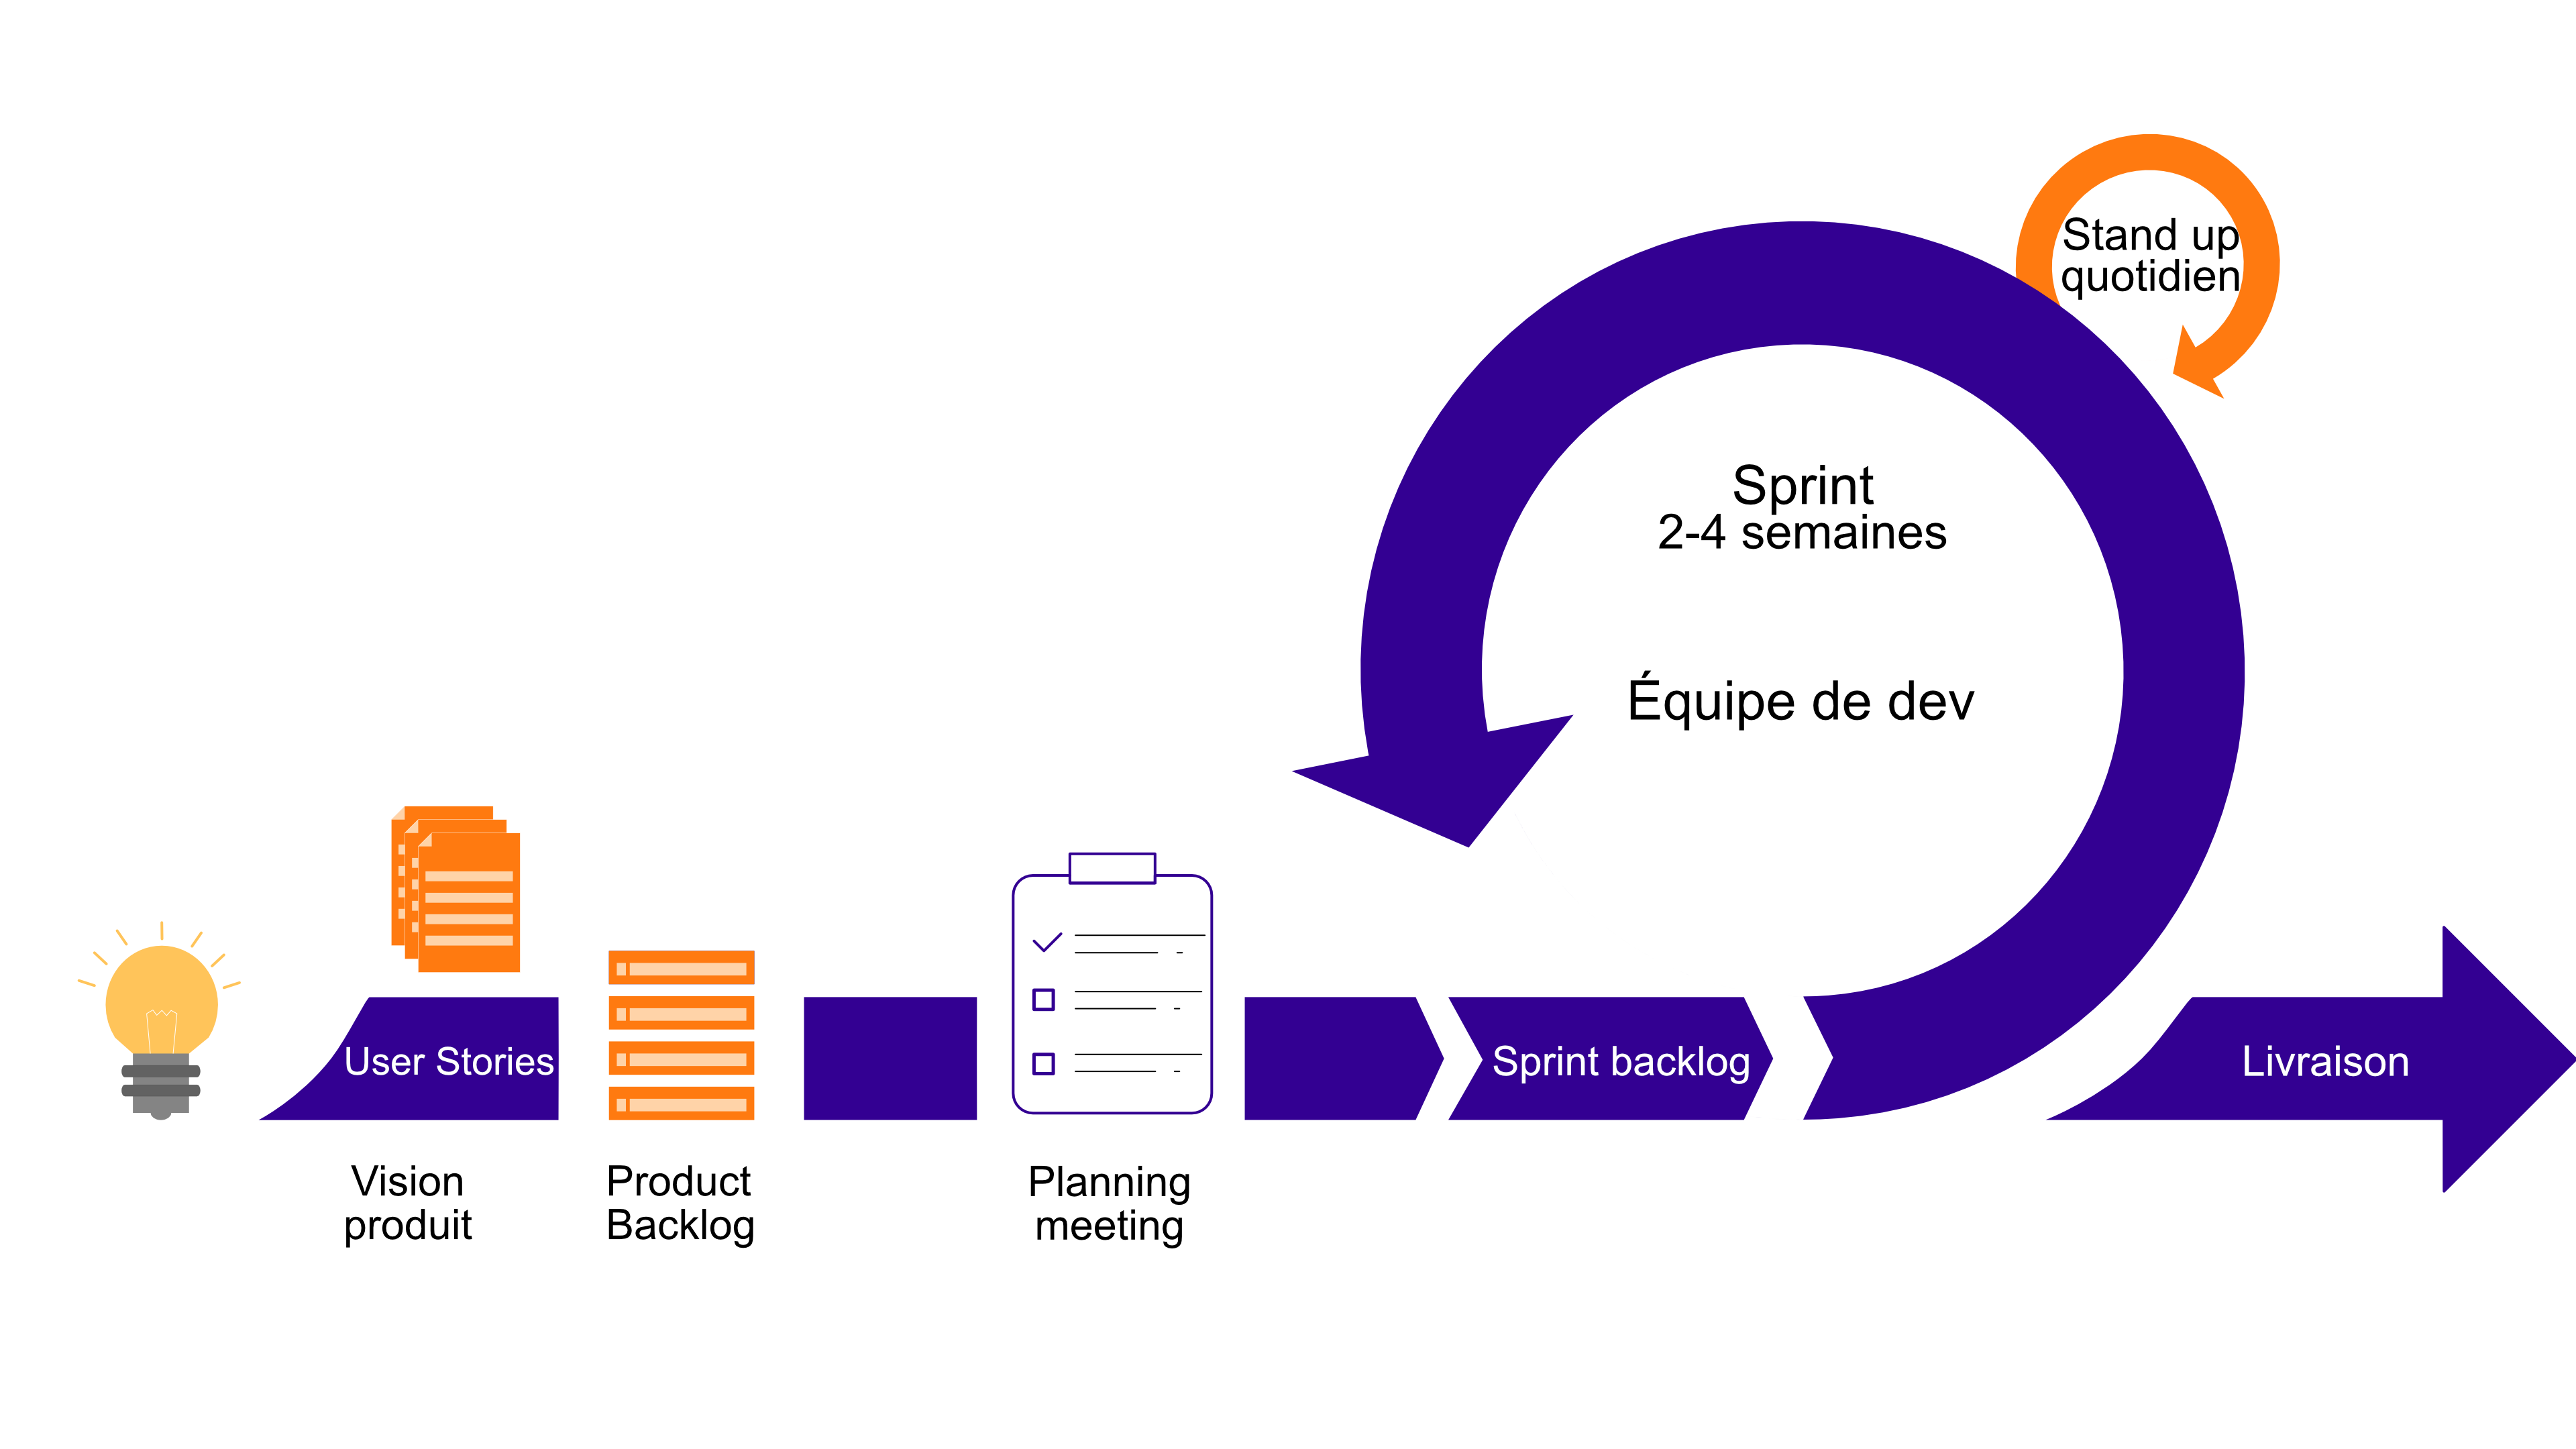 Stand up
quotidien
Sprint
2-4 semaines
Équipe de dev
User Stories
Sprint backlog
Livraison
Vision
produit
Product
Backlog
Planning
meeting